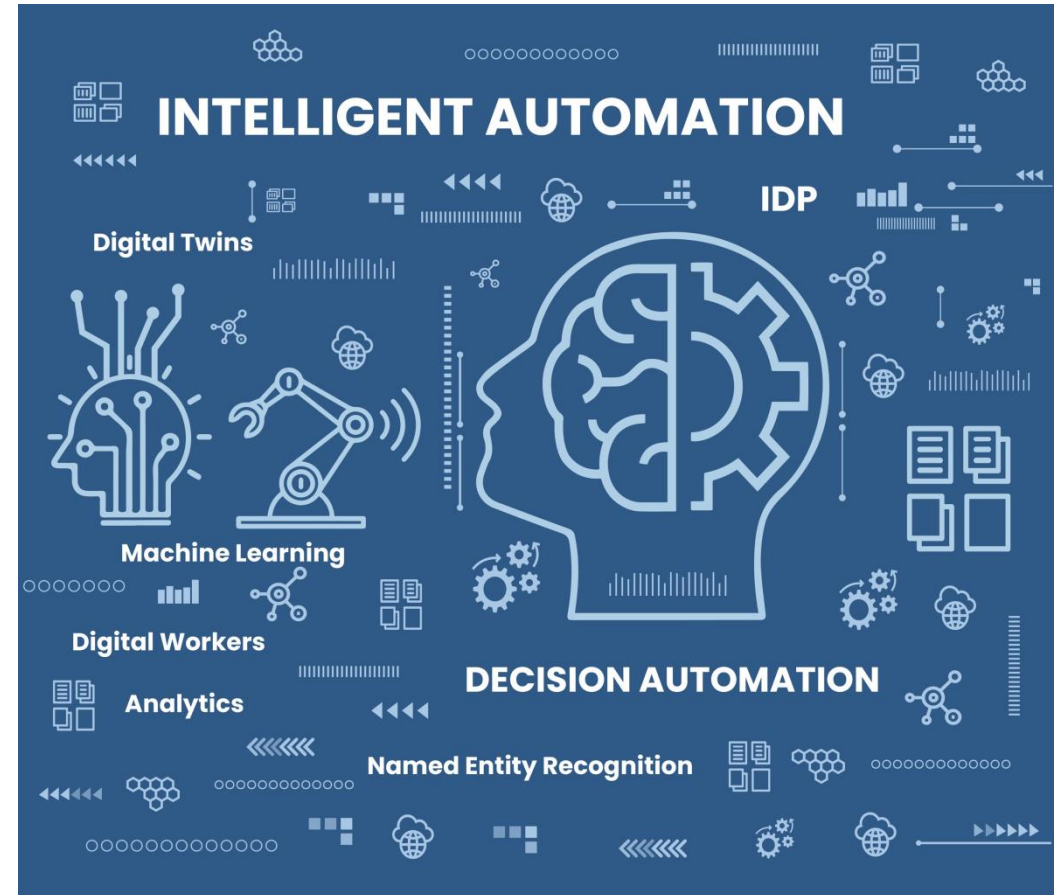 INTELLIGENT AUTOMATION
IDP
Digital Twins
Machine Learning
Digital Workers
DECISION AUTOMATION
Analytics
Named Entity Recognition